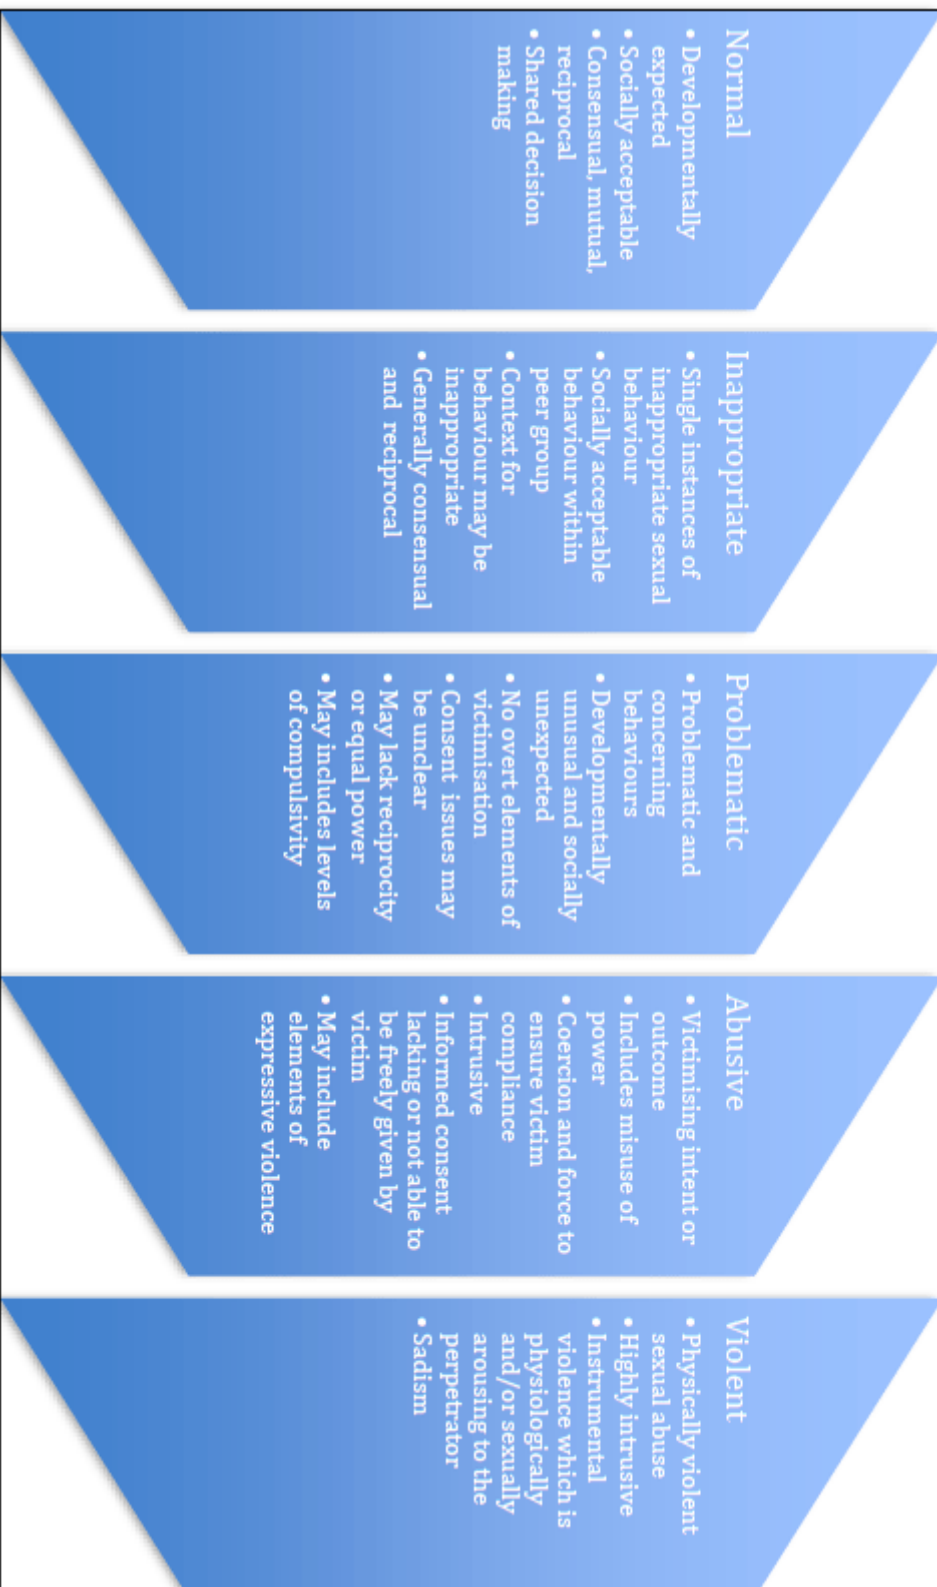 Normal
• Developmentally
expected
• Socially acceptable
• Consensual, mutual,
reciprocal
• Shared decision
making
Inappropriate
• Single instances of
inappropriate sexual
behaviour
• Socially acceptable
behaviour within
peer group
• Context for
behaviour may be
inappropriate
• Generally consensual
and reciprocal
Problematic
• Problematic and
concerning
behaviours
• Developmentally
unusual and socially
unexpected
• No overt elements of
victimisation
• Consent issues may
be unclear
• May lack reciprocity
or equal power
• May includes levels
of compulsivity
Abusive
• Victimising intent or
outcome
• Includes misuse of
power
• Coercion and force to
ensure victim
compliance
• Intrusive
• Informed consent
lacking or not able to
be freely given by
victim
• May include
elements of
expressive violence
Violent
• Physically violent
sexual abuse
• Highly intrusive
• Instrumental
violence which is
physiologically
and/or sexually
arousing to the
perpetrator
• Sadism